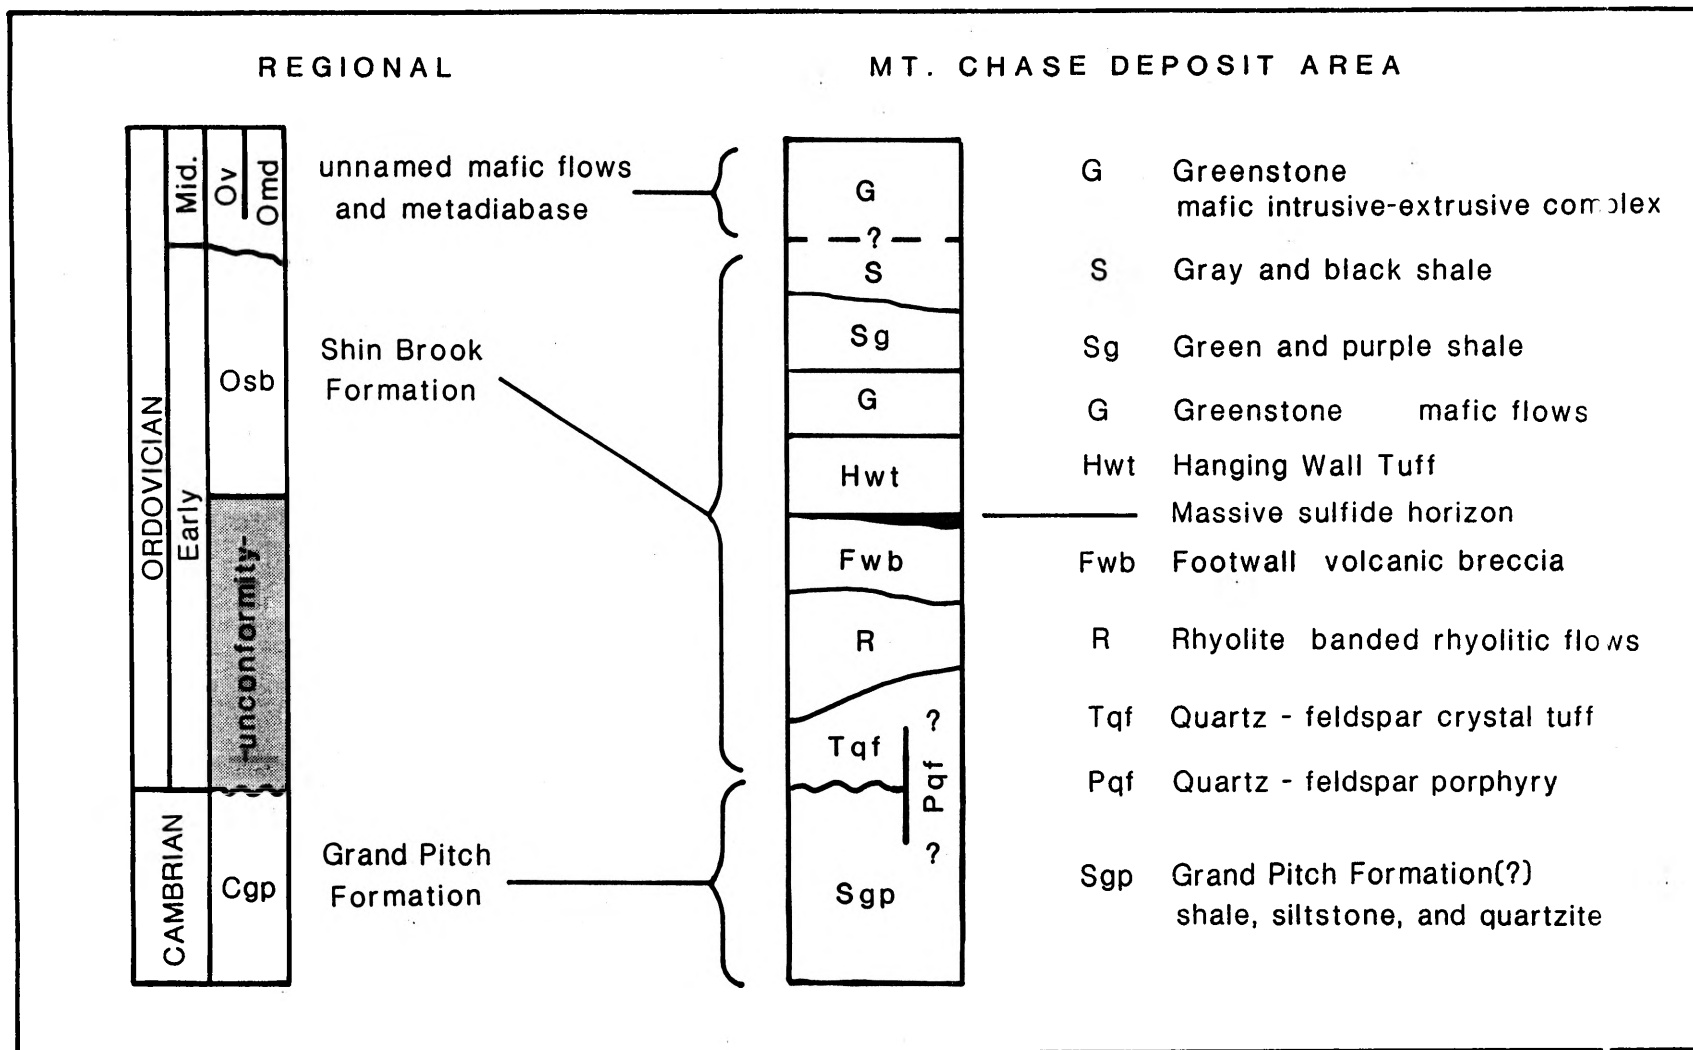 REGIONAL
MT. CHASE DEPOSIT AREA
ORDOVICIAN
Mid.
Ov
Omd
Early
Osb
-unconformity-
CAMBRIAN
Cgp
unnamed mafic flows
and metadiabase
Shin Brook
Formation
Grand Pitch
Formation
G
?
S
Sg
G
Hwt
Fwb
R
?
Tqf
Pqf
?
Sgp
G Greenstone
mafic intrusive-extrusive complex
S Gray and black shale
Sg Green and purple shale
G Greenstone mafic flows
Hwt Hanging Wall Tuff
Massive sulfide horizon
Fwb Footwall volcanic breccia
R Rhyolite banded rhyolitic flows
Tqf Quartz - feldspar crystal tuff
Pqf Quartz - feldspar porphyry
Sgp Grand Pitch Formation(?)
shale, siltstone, and quartzite